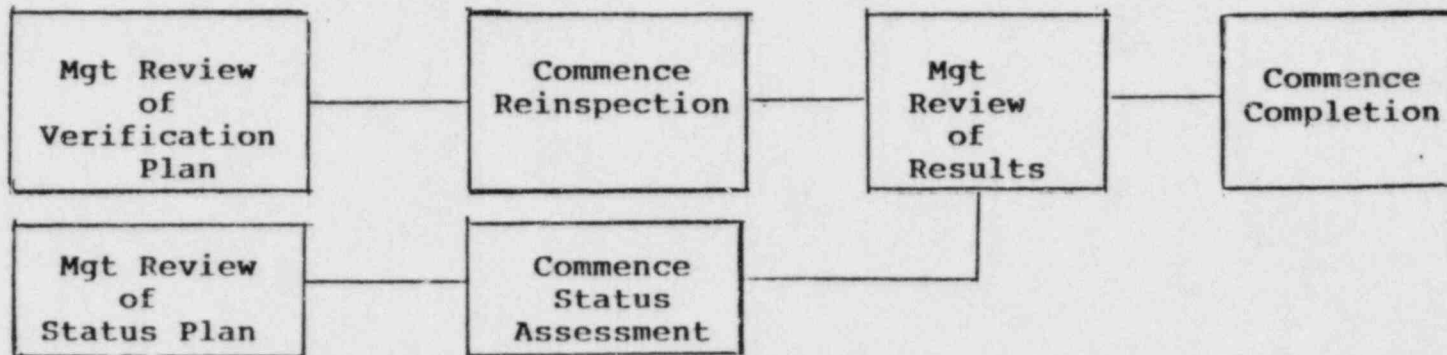 Mgt Review
of
Verification
Plan
Commence
Reinspection
Mgt
Review
of
Results
Commence
Completion
Mgt Review
of
Status Plan
Commence
Status
Assessment